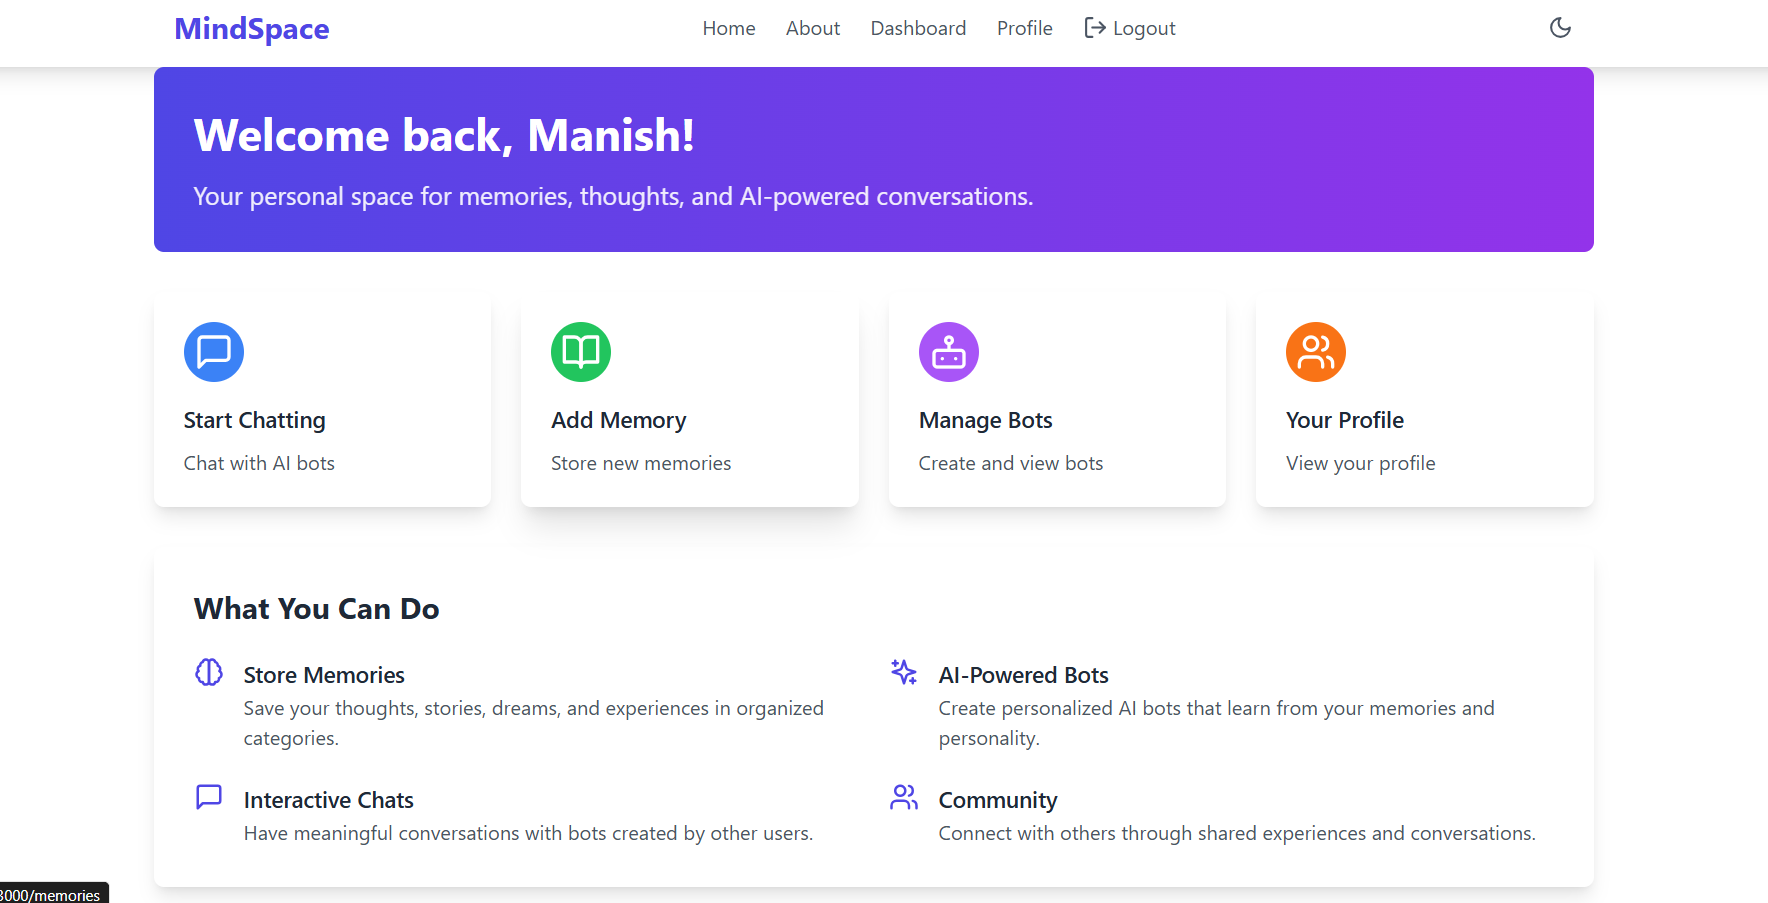 MindSpace
Home About Dashboard Profile Logout
Welcome back, Manish!
Your personal space for memories, thoughts, and AI-powered conversations.
Start Chatting
Chat with AI bots
Add Memory
Store new memories
Manage Bots
Create and view bots
Your Profile
View your profile
What You Can Do
Store Memories
Save your thoughts, stories, dreams, and experiences in organized
categories.
AI-Powered Bots
Create personalized AI bots that learn from your memories and
personality.
Interactive Chats
Have meaningful conversations with bots created by other users.
Community
Connect with others through shared experiences and conversations.
3000/memories